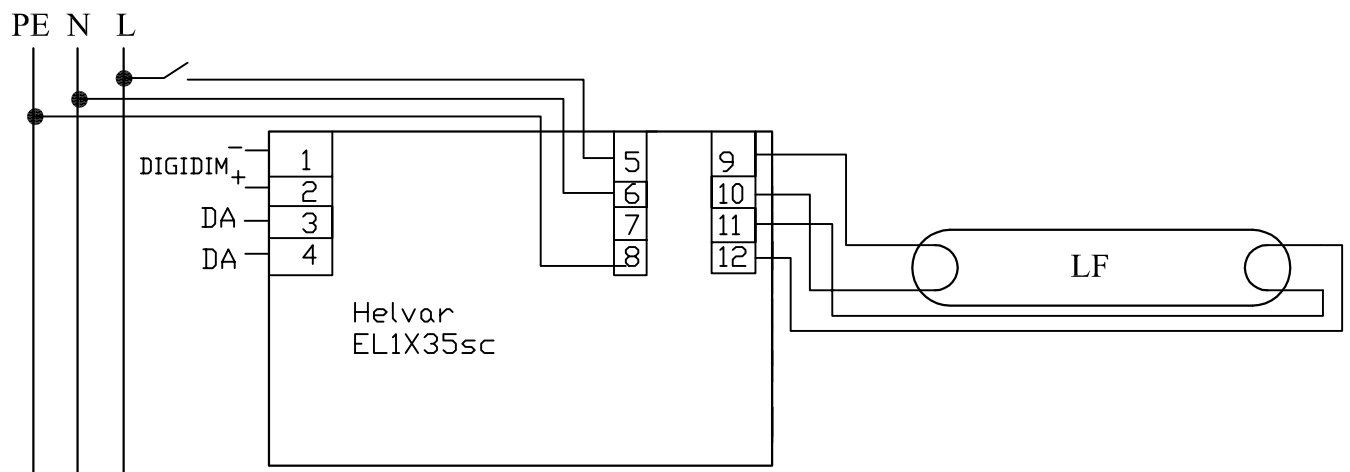 PE N L
DIGIDIM - +
DA
DA
1
2
3
4
5
6
7
8
9
10
11
12
LF
Helvar
EL1X35sc